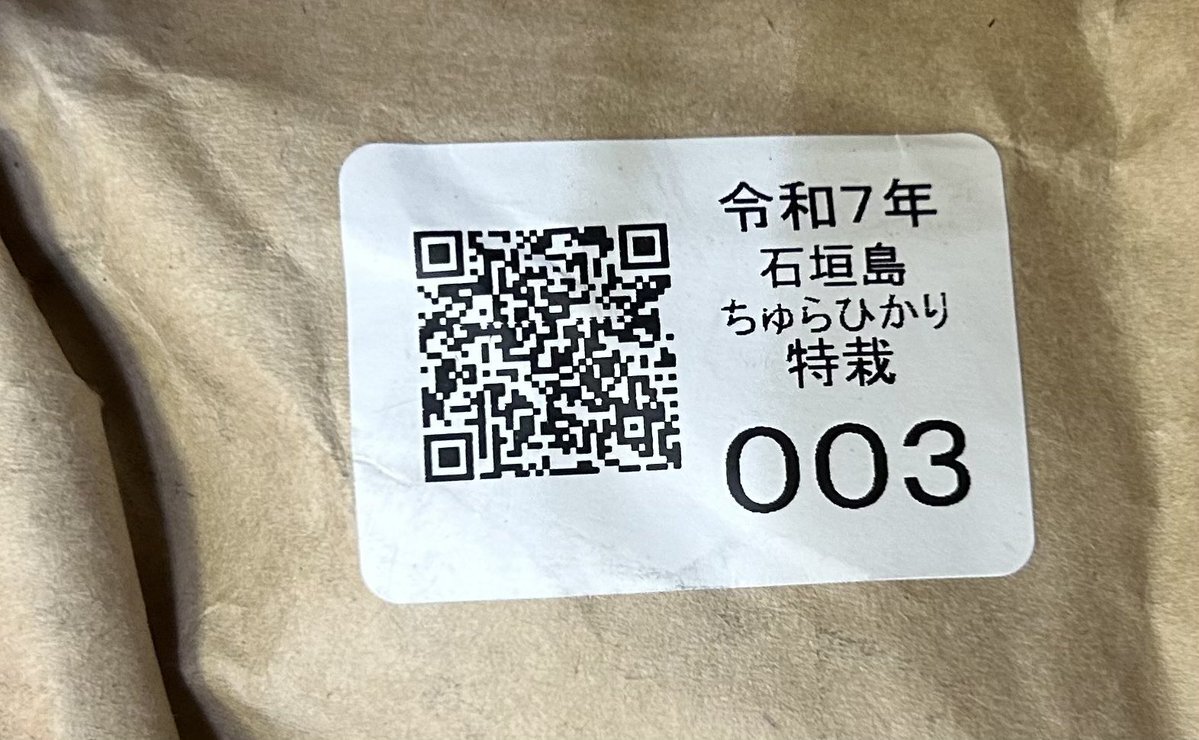 令和7年
石垣島
ちゅらひかり
特栽
003